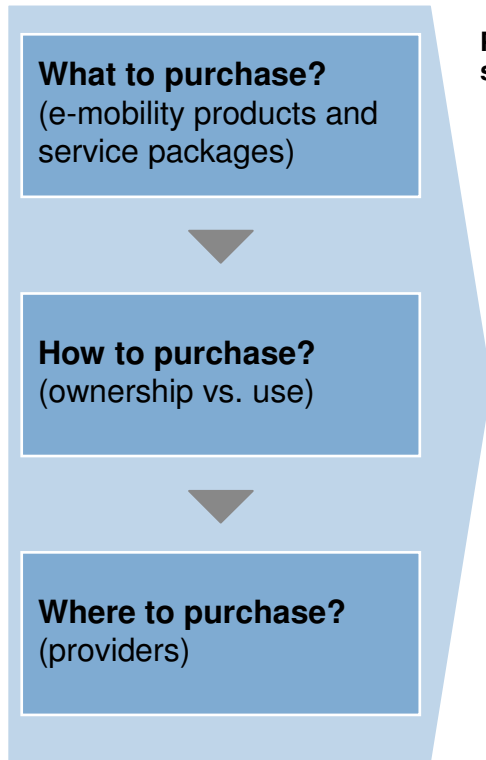 What to purchase?
(e-mobility products and
service packages)
How to purchase?
(ownership vs. use)
Where to purchase?
(providers)